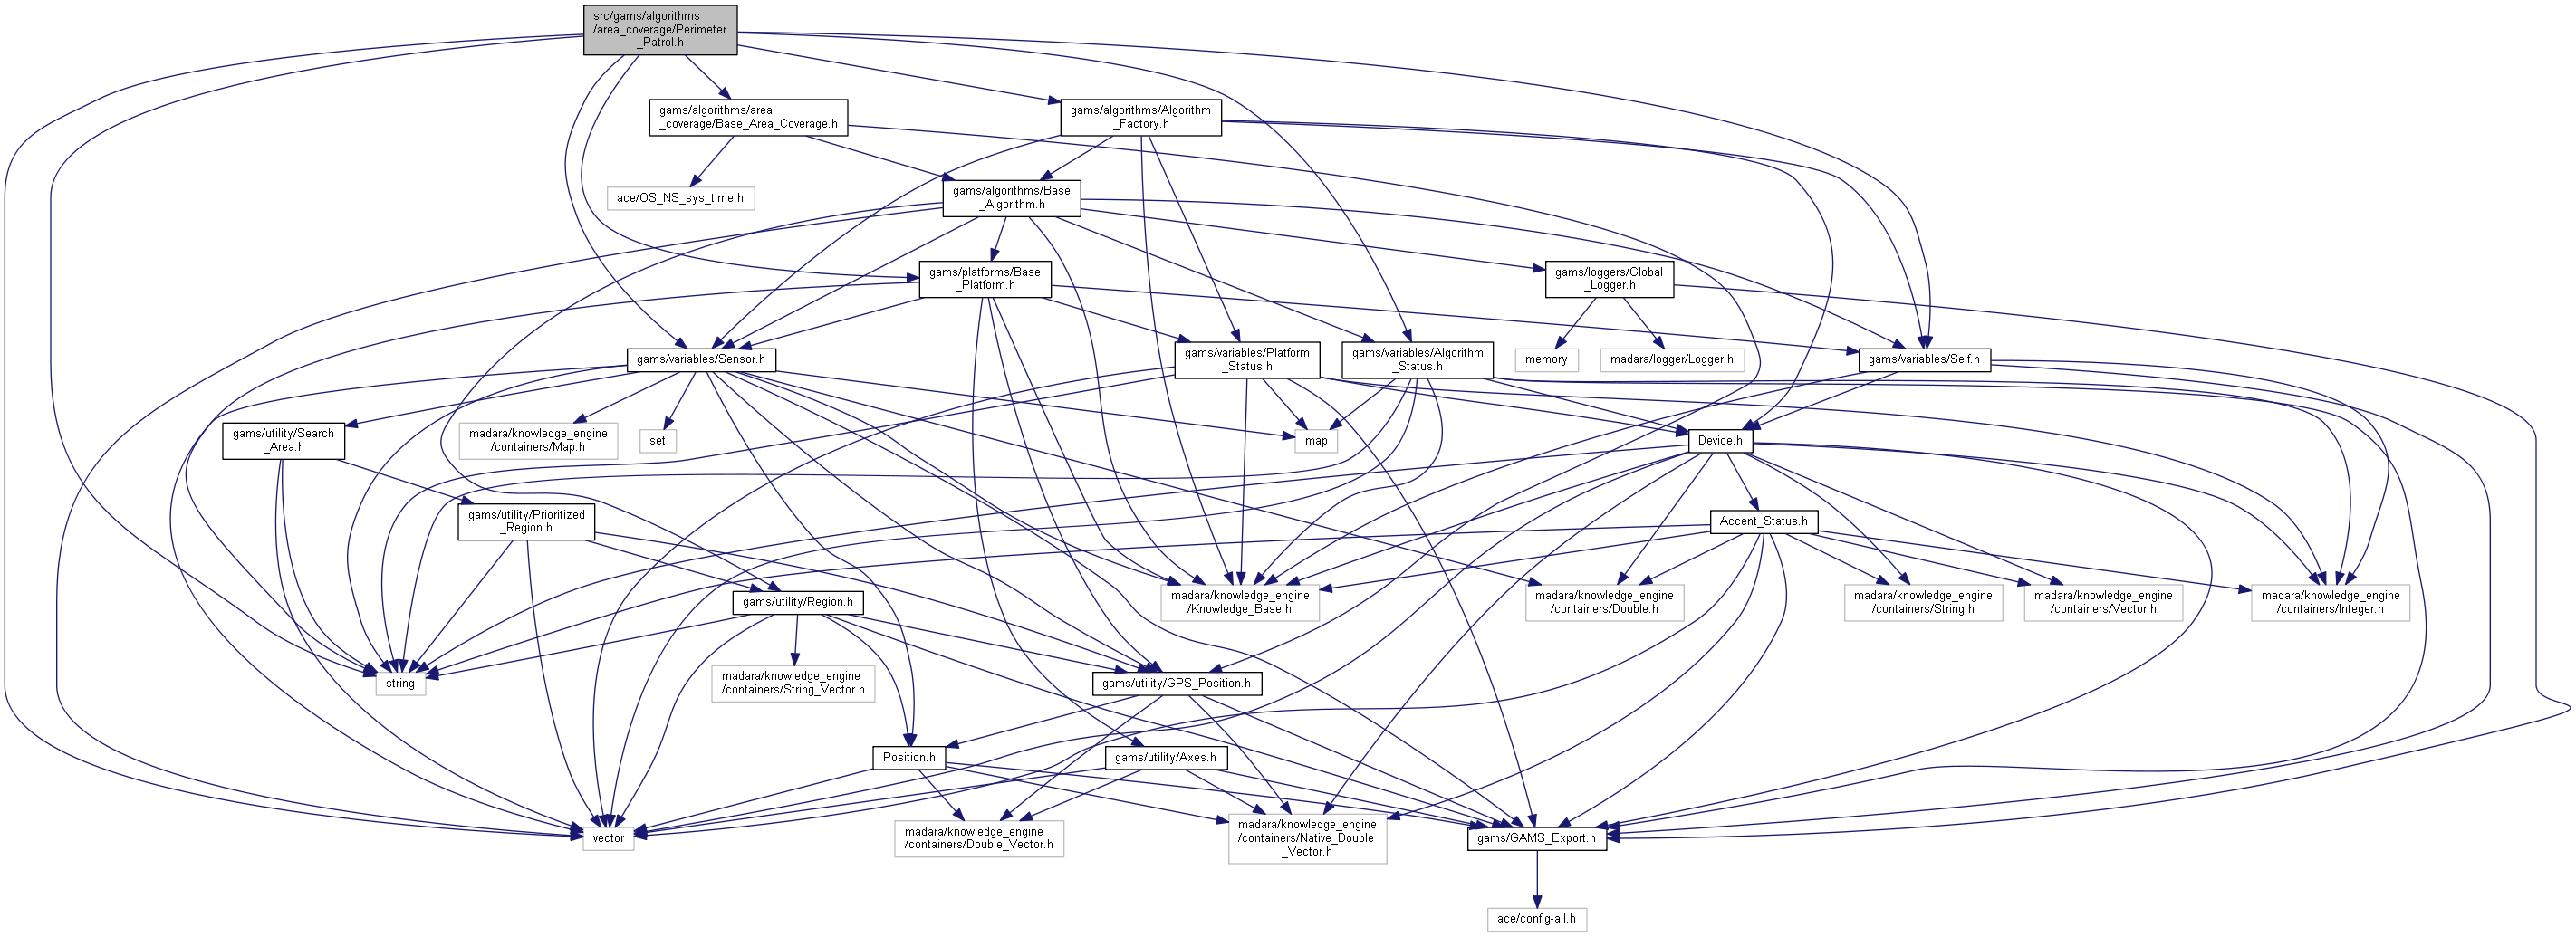 src/gams/algorithms
/area_coverage/Perimeter
_Patrol.h
gams/algorithms/area
_coverage/Base_Area_Coverage.h
gams/algorithms/Algorithm
_Factory.h
ace/OS_NS_sys_time.h
gams/algorithms/Base
_Algorithm.h
gams/platforms/Base
_Platform.h
gams/loggers/Global
_Logger.h
gams/variables/Sensor.h
gams/variables/Platform
_Status.h
gams/variables/Algorithm
_Status.h
memory
madara/logger/Logger.h
gams/variables/Self.h
gams/utility/Search
_Area.h
madara/knowledge_engine
/containers/Map.h
set
map
Device.h
gams/utility/Prioritized
_Region.h
Accent_Status.h
gams/utility/Region.h
madara/knowledge_engine
/Knowledge_Base.h
madara/knowledge_engine
/containers/Double.h
madara/knowledge_engine
/containers/String.h
madara/knowledge_engine
/containers/Vector.h
madara/knowledge_engine
/containers/Integer.h
string
madara/knowledge_engine
/containers/String_Vector.h
gams/utility/GPS_Position.h
Position.h
gams/utility/Axes.h
vector
madara/knowledge_engine
/containers/Double_Vector.h
madara/knowledge_engine
/containers/Native_Double
_Vector.h
gams/GAMS_Export.h
ace/config-all.h